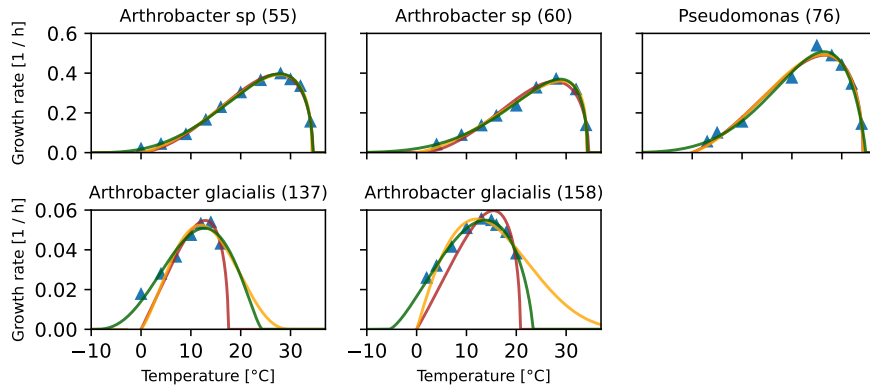 Arthrobacter sp (55)
Arthrobacter sp (60)
Pseudomonas (76)
Growth rate [1 / h]
0.6
0.4
0.2
0.0
Arthrobacter glacialis (137)
Arthrobacter glacialis (158)
Growth rate [1 / h]
0.06
0.04
0.02
0.00
−10 0 10 20 30
−10 0 10 20 30
Temperature [°C]
Temperature [°C]